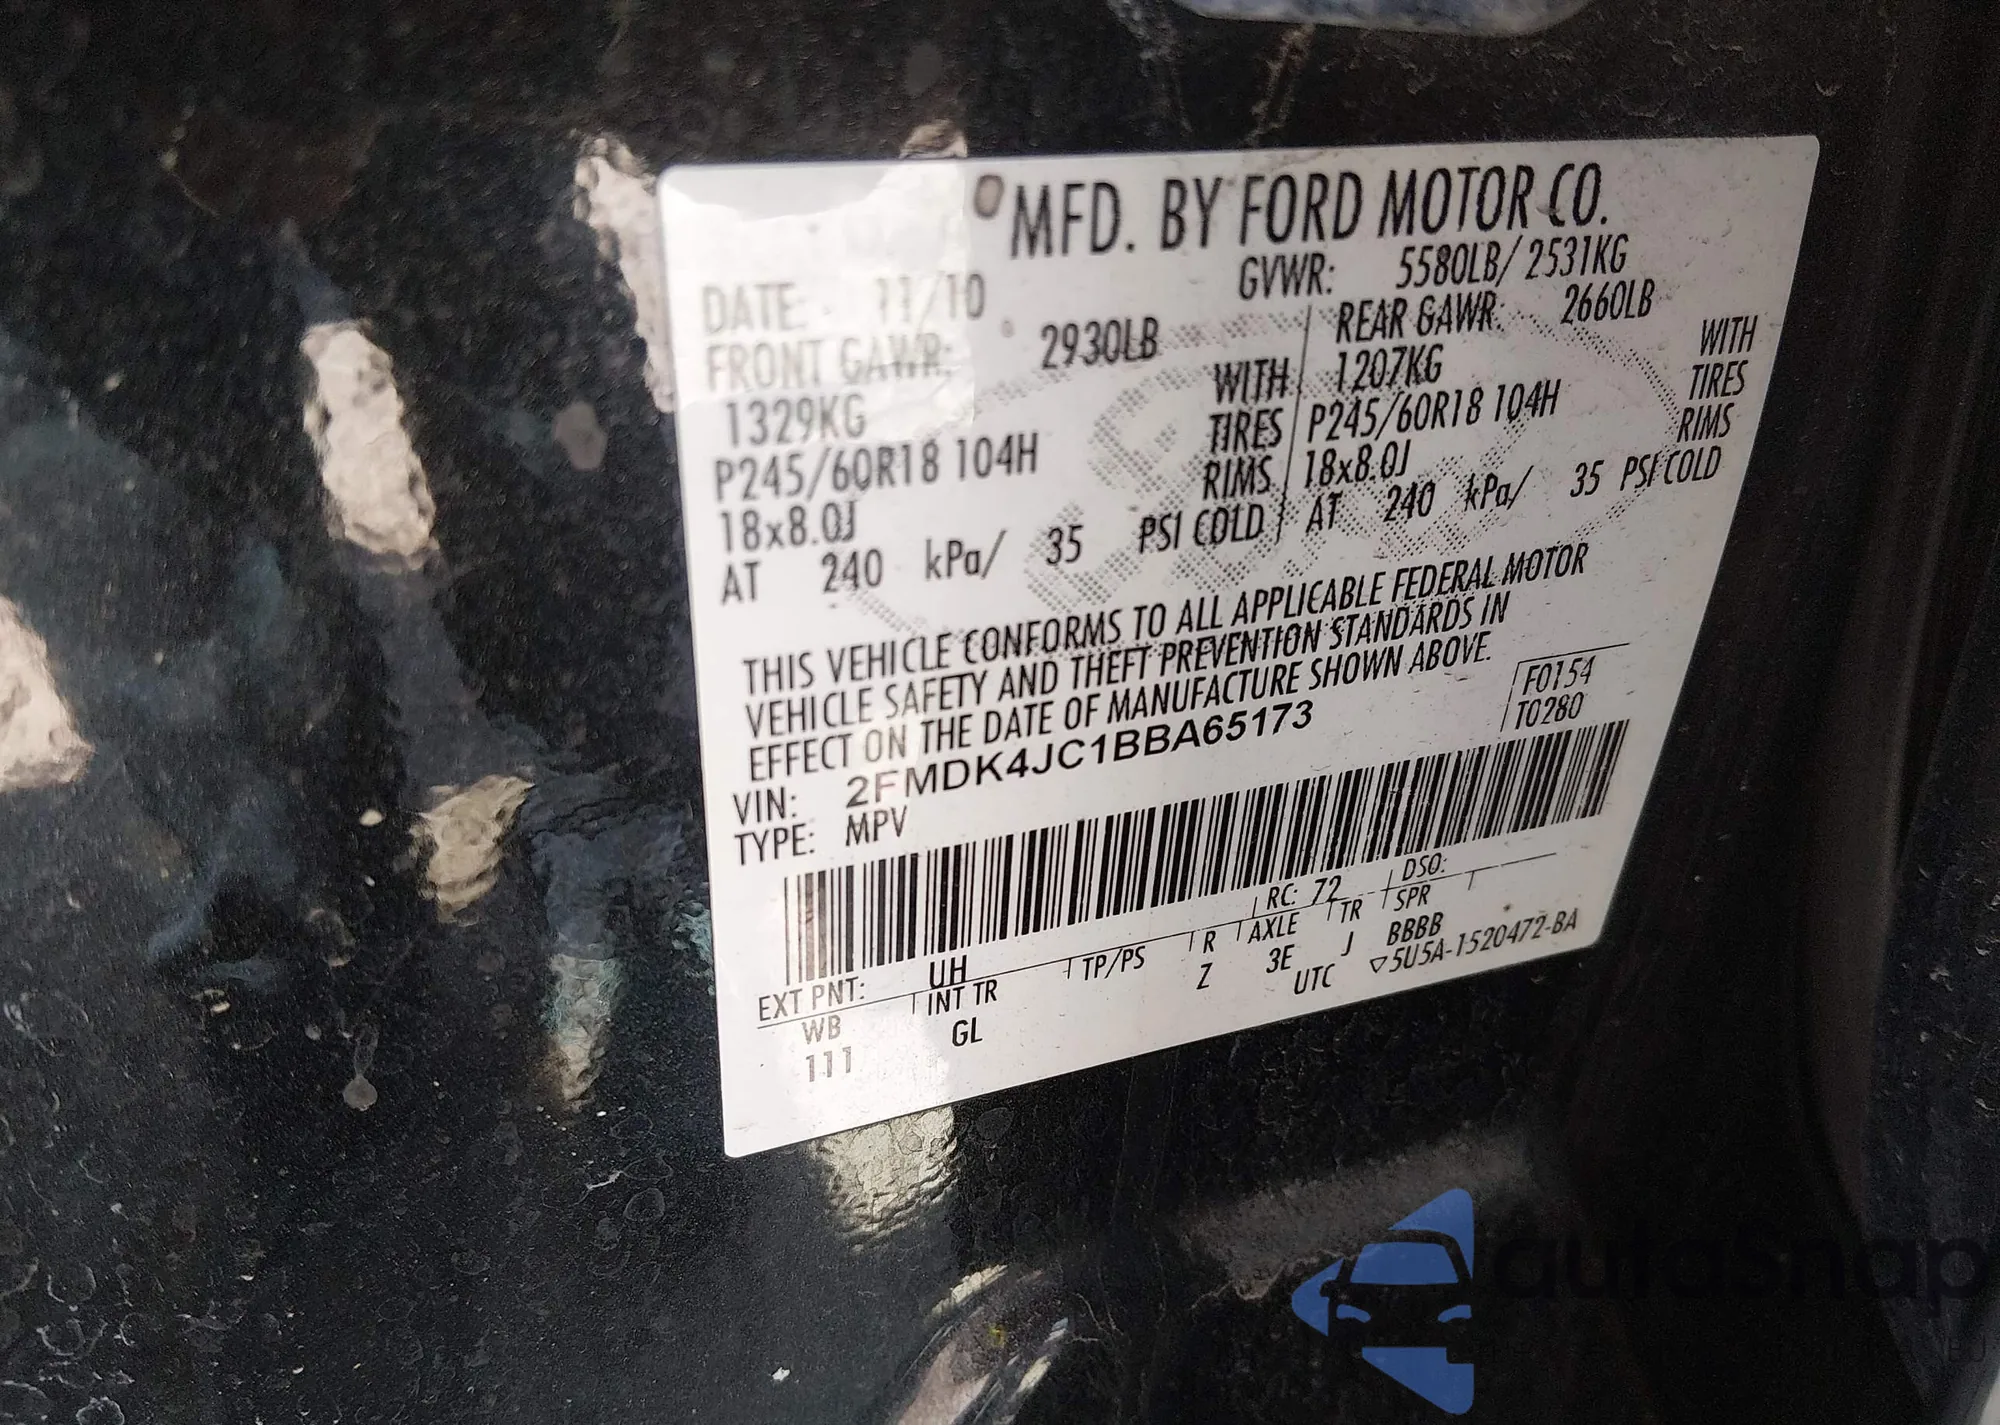 MFD. BY FORD MOTOR CO.
DATE: 11/10 GVWR: 5580LB/2531KG
FRONT GAWR: 2930LB REAR GAWR: 2660LB
1329KG WITH 1207KG WITH
P245/60R18 104H TIRES P245/60R18 104H TIRES
18x8.0J RIMS 18x8.0J RIMS
AT 240 kPa/ 35 PSI COLD AT 240 kPa/ 35 PSI COLD
THIS VEHICLE CONFORMS TO ALL APPLICABLE FEDERAL MOTOR
VEHICLE SAFETY AND THEFT PREVENTION STANDARDS IN
EFFECT ON THE DATE OF MANUFACTURE SHOWN ABOVE.
F0154
T0280
VIN: 2FMDK4JC1BBA65173
TYPE: MPV
EXT PNT: UH RC: 72 DSO:
WB INT TR TP/PS R AXLE TR SPR
111 GL Z 3E J BBBB
UTC ▽5U5A-1520472-BA
autosnap